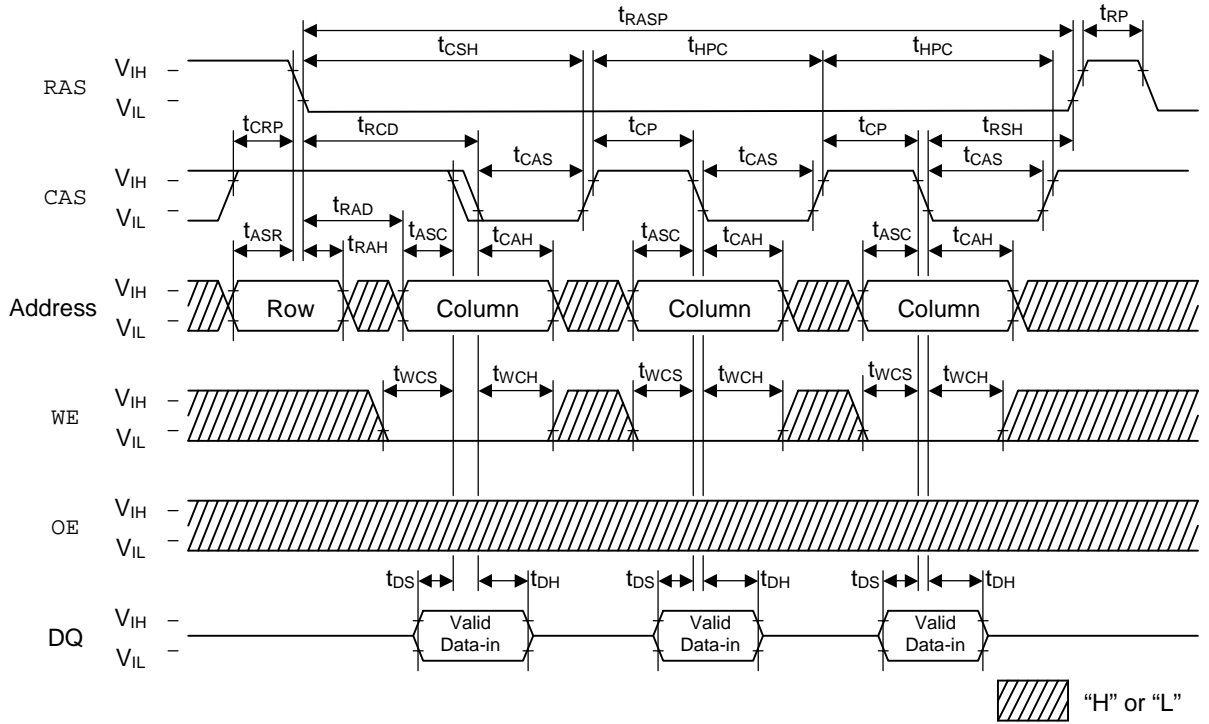 tRASP tRP
tCSH tHPC tHPC
RAS VIH
VIL
tCRP tRCD tCP tCP tRSH
tCAS tCAS tCAS
CAS VIH
VIL
tRAD
tASR tRAH tASC tCAH tASC tCAH tASC tCAH
Address VIH
VIL
Row Column Column Column
tWCS tWCH tWCS tWCH tWCS tWCH
WE VIH
VIL
OE VIH
VIL
tDS tDH tDS tDH tDS tDH
DQ VIH
VIL
Valid Data-in Valid Data-in Valid Data-in
“H” or “L”